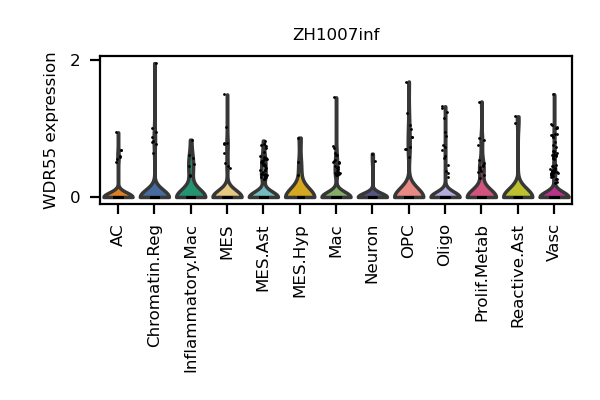 ZH1007inf
WDR55 expression
2
0
AC
Chromatin.Reg
Inflammatory.Mac
MES
MES.Ast
MES.Hyp
Mac
Neuron
OPC
Oligo
Prolif.Metab
Reactive.Ast
Vasc